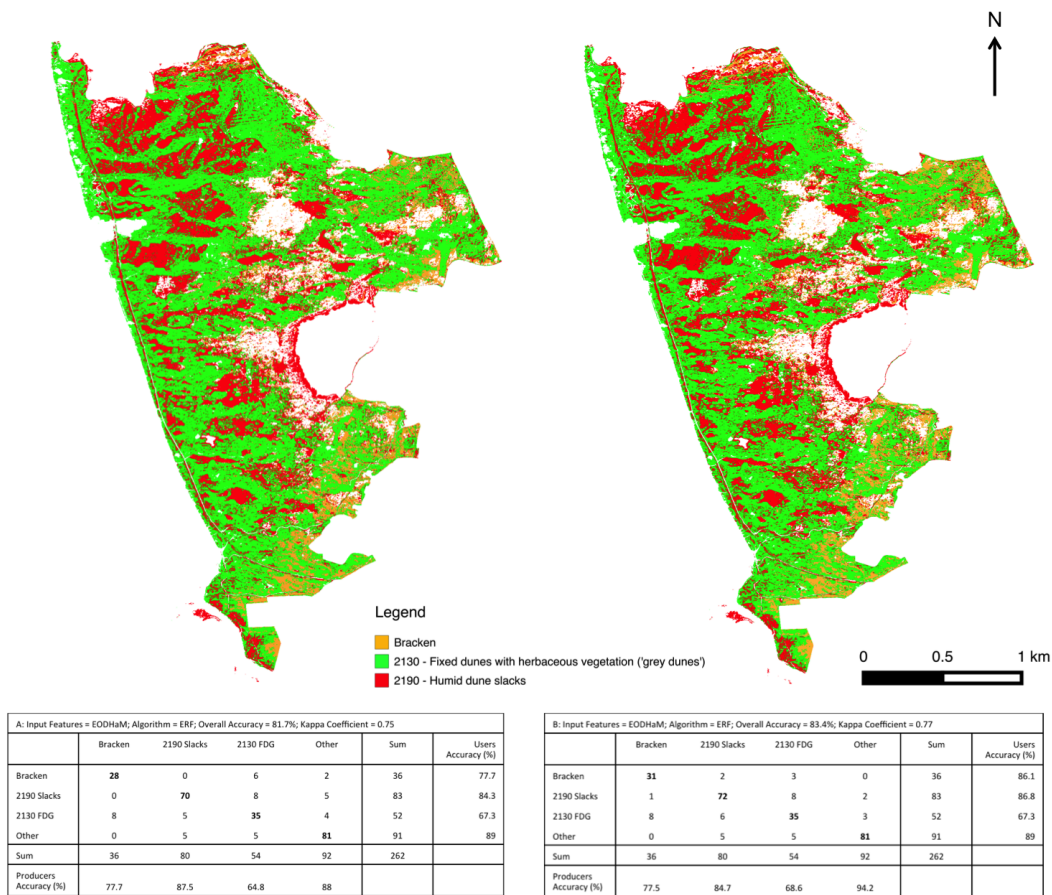 N
Legend
Bracken
2130 - Fixed dunes with herbaceous vegetation ('grey dunes')
2190 - Humid dune slacks
0 0.5 1 km
A: Input Features = EODHaM; Algorithm = ERF; Overall Accuracy = 81.7%; Kappa Coefficient = 0.75
Bracken 2190 Slacks 2130 FDG Other Sum Users
Accuracy (%)
Bracken 28 0 6 2 36 77.7
2190 Slacks 0 70 8 5 83 84.3
2130 FDG 8 5 35 4 52 67.3
Other 0 5 5 81 91 89
Sum 36 80 54 92 262
Producers
Accuracy (%) 77.7 87.5 64.8 88
B: Input Features = EODHaM; Algorithm = ERF; Overall Accuracy = 83.4%; Kappa Coefficient = 0.77
Bracken 2190 Slacks 2130 FDG Other Sum Users
Accuracy (%)
Bracken 31 2 3 0 36 86.1
2190 Slacks 1 72 8 2 83 86.8
2130 FDG 8 6 35 3 52 67.3
Other 0 5 5 81 91 89
Sum 36 80 54 92 262
Producers
Accuracy (%) 77.5 84.7 68.6 94.2